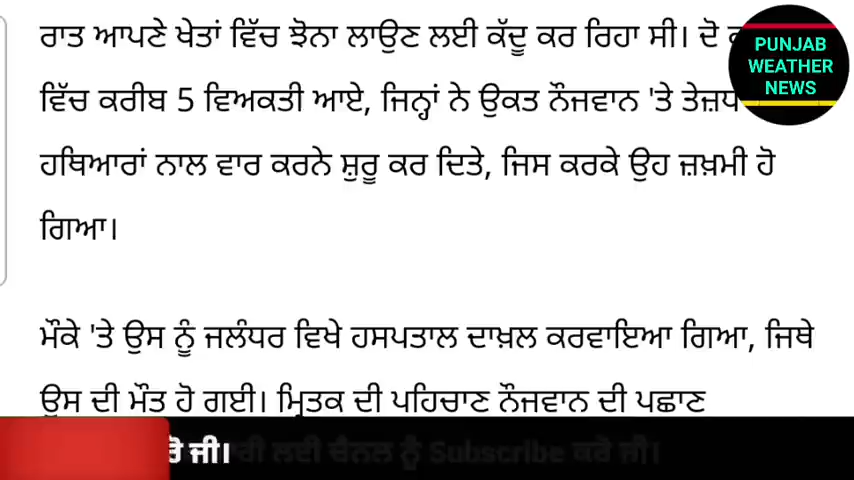 ਰਾਤ ਆਪਣੇ ਖੇਤਾਂ ਵਿੱਚ ਝੋਨਾ ਲਾਉਣ ਲਈ ਕੱਦੂ ਕਰ ਰਿਹਾ ਸੀ। ਦੋ
ਵਿੱਚ ਕਰੀਬ 5 ਵਿਅਕਤੀ ਆਏ, ਜਿਨ੍ਹਾਂ ਨੇ ਉਕਤ ਨੌਜਵਾਨ 'ਤੇ
ਹਥਿਆਰਾਂ ਨਾਲ ਵਾਰ ਕਰਨੇ ਸ਼ੁਰੂ ਕਰ ਦਿਤੇ, ਜਿਸ ਕਰਕੇ ਉਹ ਜ਼ਖ਼ਮੀ ਹੋ
ਗਿਆ।
ਮੌਕੇ 'ਤੇ ਉਸ ਨੂੰ ਜਲੰਧਰ ਵਿਖੇ ਹਸਪਤਾਲ ਦਾਖ਼ਲ ਕਰਵਾਇਆ ਗਿਆ, ਜਿਥੇ
ਉਸ ਦੀ ਮੌਤ ਹੋ ਗਈ। ਮ੍ਰਿਤਕ ਦੀ ਪਹਿਚਾਣ ਨੌਜਵਾਨ ਦੀ ਪਛਾਣ
PUNJAB
WEATHER
NEWS
ਜੀ। ਲਈ ਚੈਨਲ ਨੂੰ Subscribe ਕਰੋ ਜੀ।